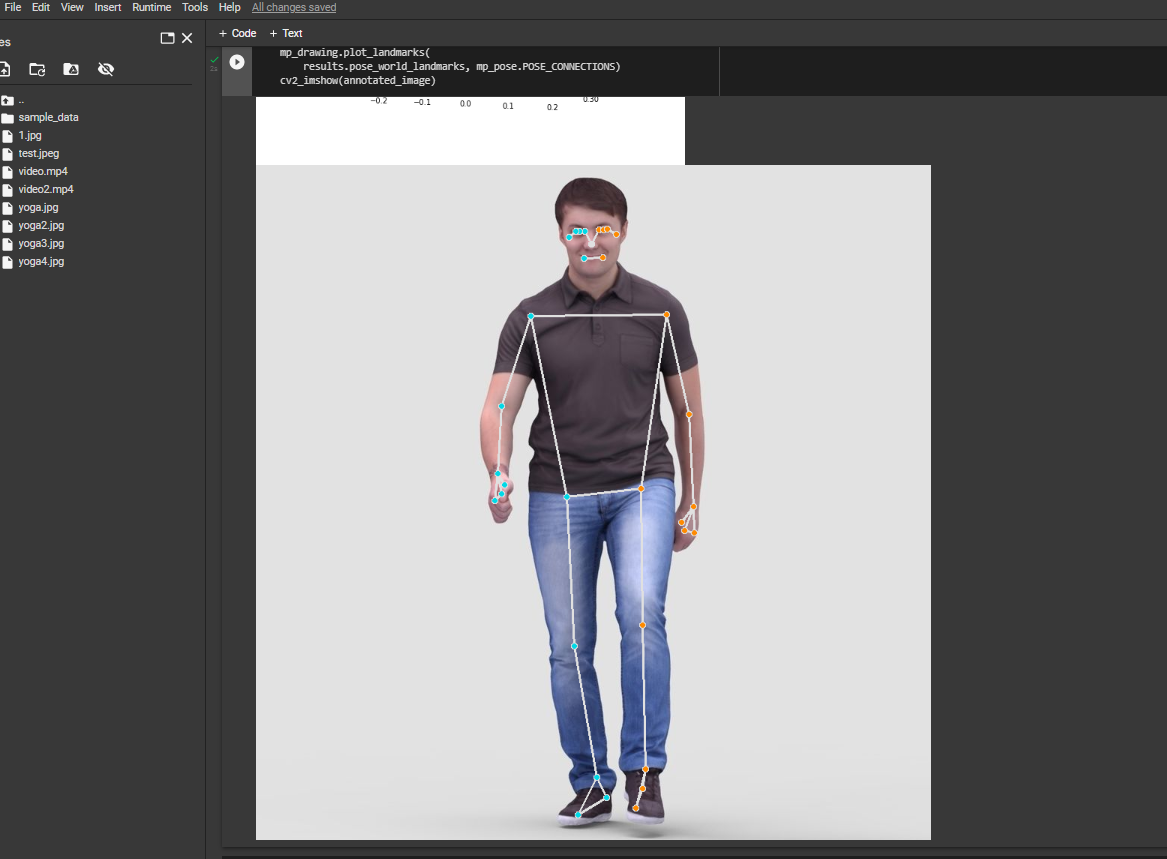 File Edit View Insert Runtime Tools Help All changes saved
es
+ Code + Text
mp_drawing.plot_landmarks(
results.pose_world_landmarks, mp_pose.POSE_CONNECTIONS)
cv2_imshow(annotated_image)
−0.2 −0.1 0.0 0.1 0.2 0.30
..
sample_data
1.jpg
test.jpeg
video.mp4
video2.mp4
yoga.jpg
yoga2.jpg
yoga3.jpg
yoga4.jpg